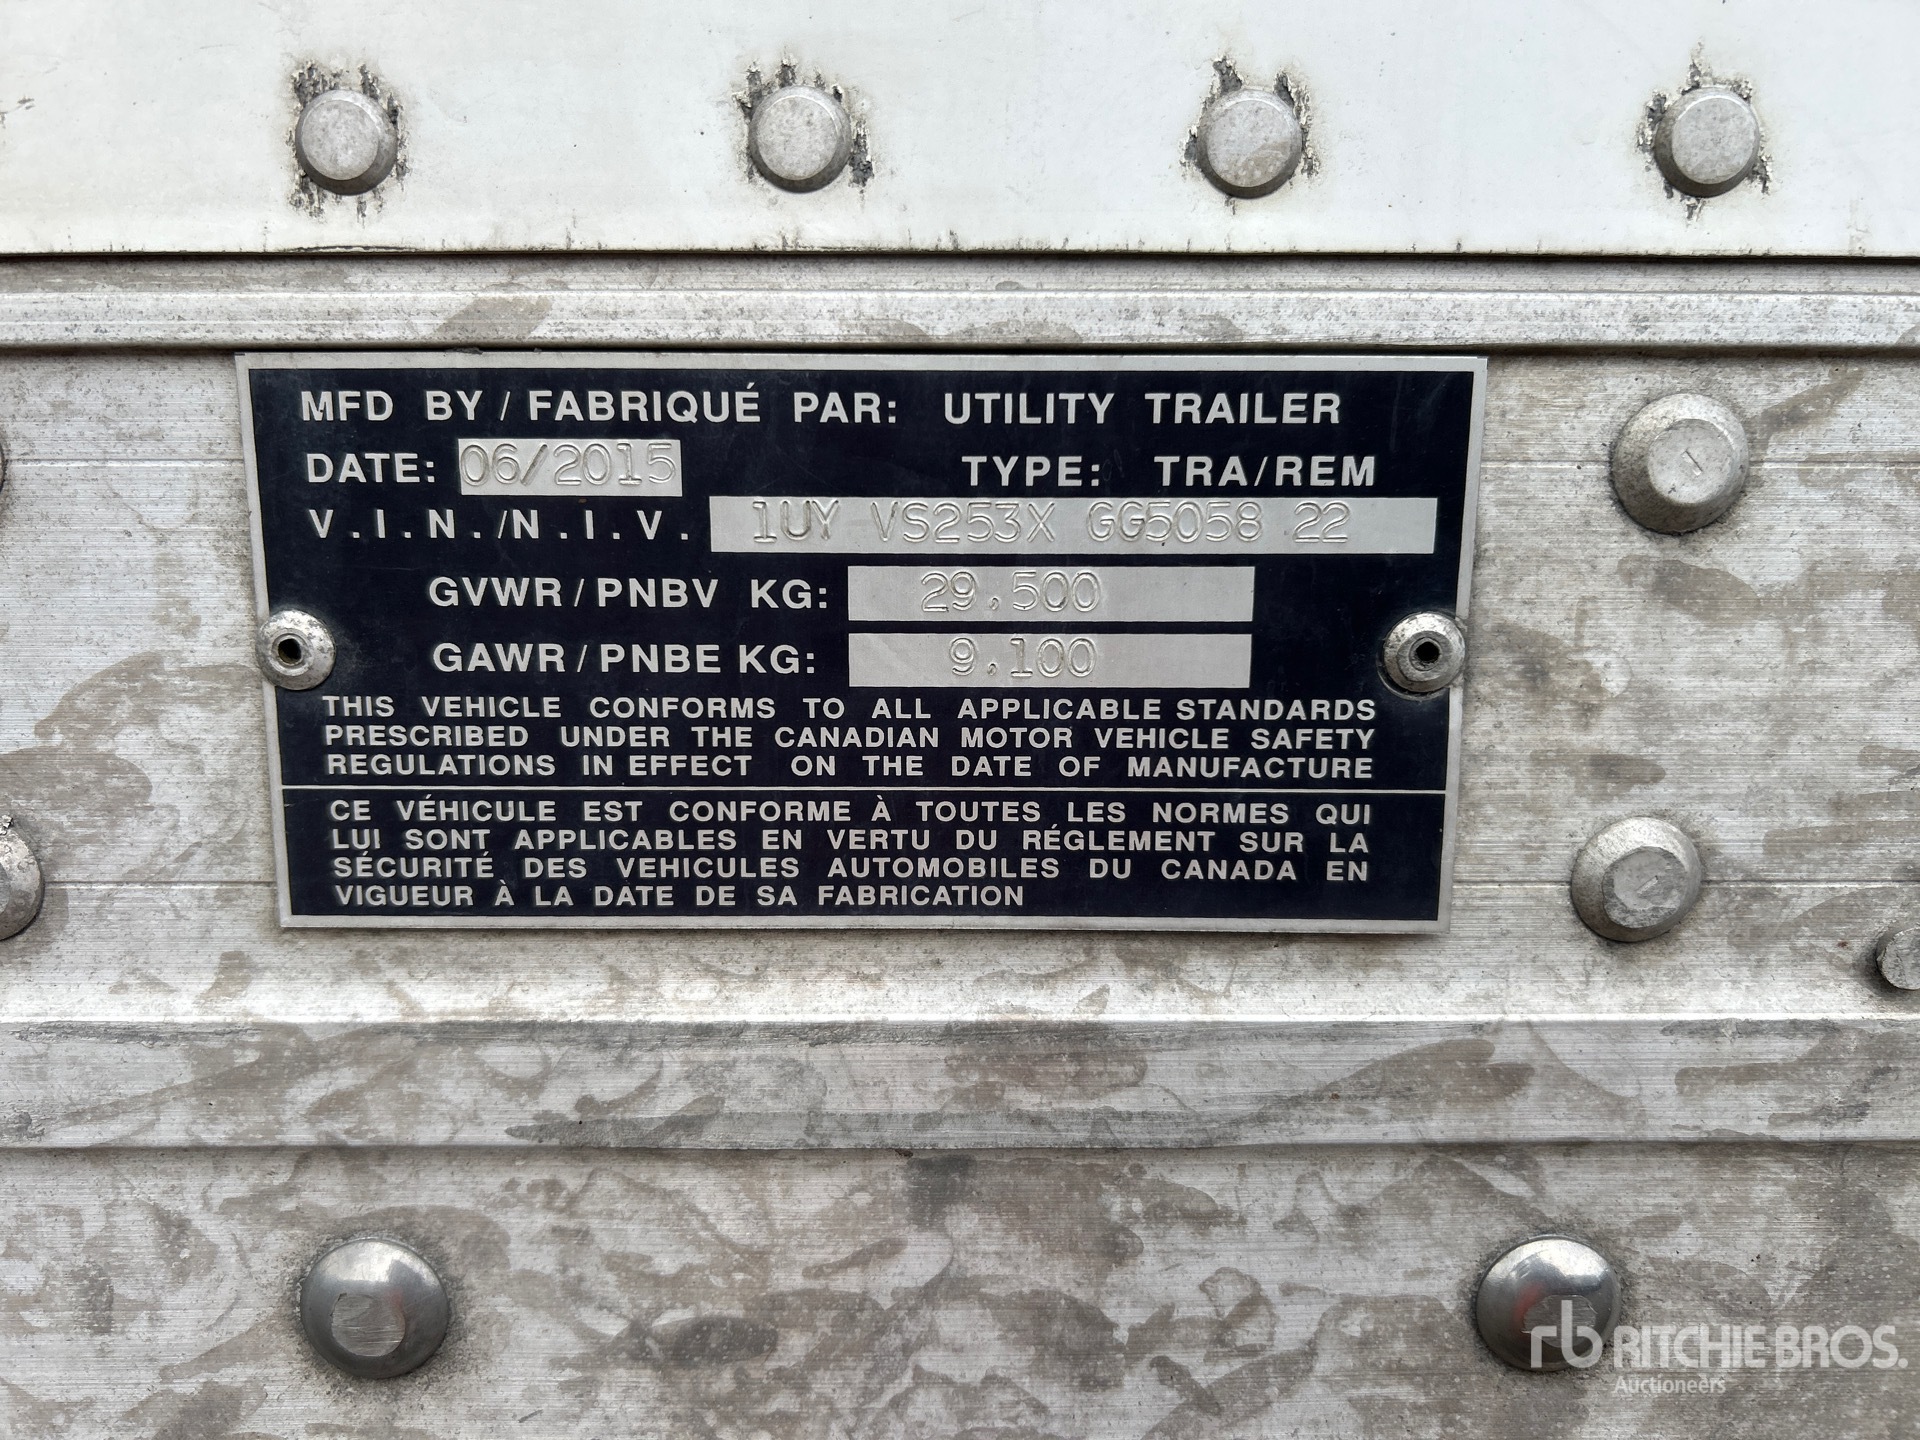 MFD BY / FABRIQUÉ PAR: UTILITY TRAILER
DATE: 06/2015 TYPE: TRA/REM
V.I.N./N.I.V. 1UY VS253X GG5058 22
GVWR/PNBV KG: 29,500
GAWR/PNBE KG: 9,100
THIS VEHICLE CONFORMS TO ALL APPLICABLE STANDARDS
PRESCRIBED UNDER THE CANADIAN MOTOR VEHICLE SAFETY
REGULATIONS IN EFFECT ON THE DATE OF MANUFACTURE
CE VÉHICULE EST CONFORME À TOUTES LES NORMES QUI
LUI SONT APPLICABLES EN VERTU DU RÉGLEMENT SUR LA
SÉCURITÉ DES VEHICULES AUTOMOBILES DU CANADA EN
VIGUEUR À LA DATE DE SA FABRICATION
rb RITCHIE BROS.
Auctioneers